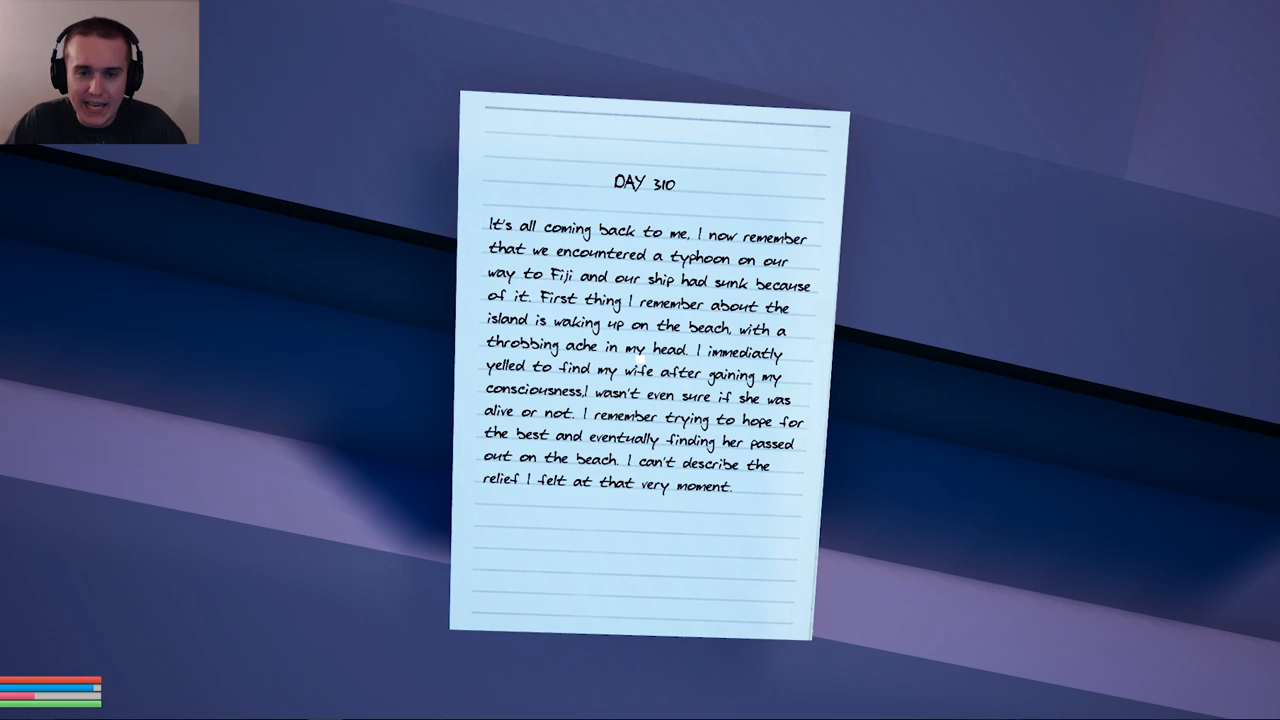 DAY 310
It's all coming back to me, I now remember
that we encountered a typhoon on our
way to Fiji and our ship had sunk because
of it. First thing I remember about the
island is waking up on the beach, with a
throbbing ache in my head. I immediatly
yelled to find my wife after gaining my
consciousness,I wasn't even sure if she was
alive or not. I remember trying to hope for
the best and eventually finding her passed
out on the beach. I can't describe the
relief I felt at that very moment.